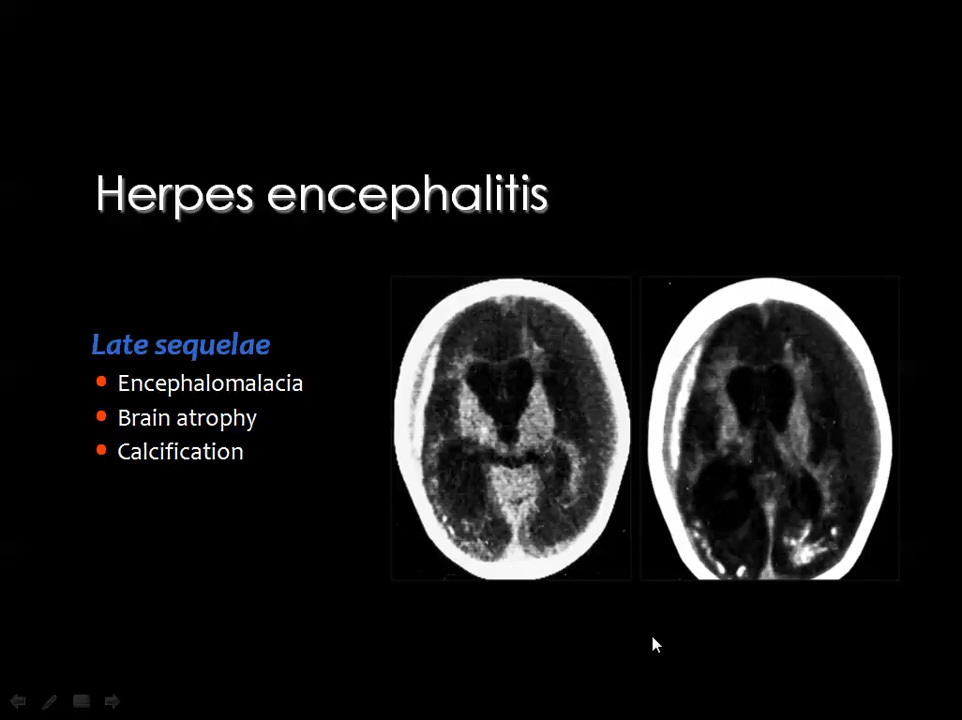 Herpes encephalitis
Late sequelae
Encephalomalacia
Brain atrophy
Calcification